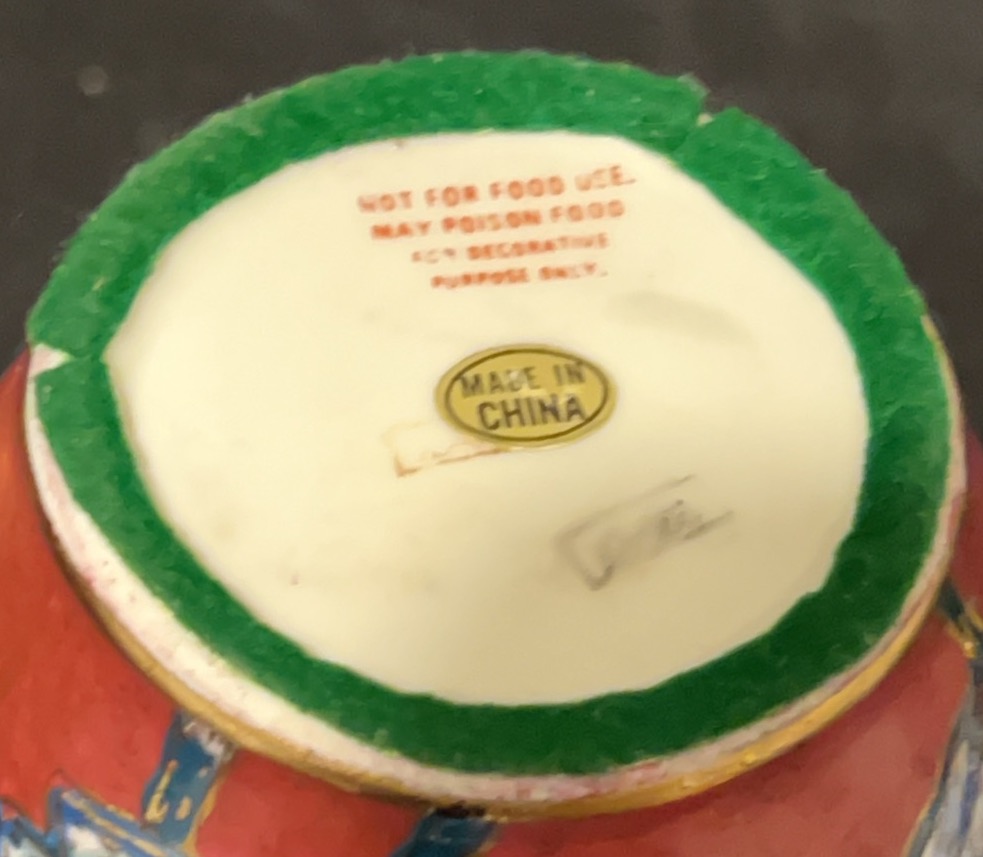 NOT FOR FOOD USE.
MAY POISON FOOD
FOR DECORATIVE
PURPOSE ONLY.
MADE IN
CHINA